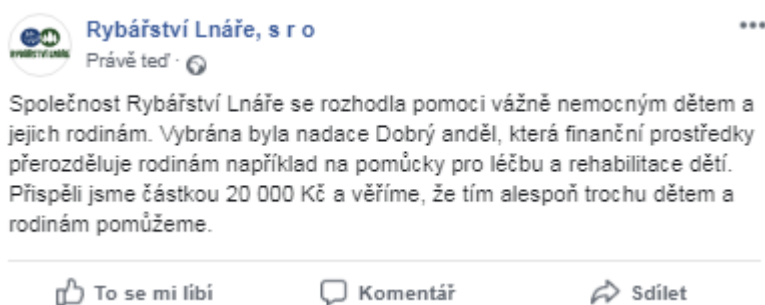 Rybářství Lnáře, s r o
Právě teď ·
Společnost Rybářství Lnáře se rozhodla pomoci vážně nemocným dětem a
jejich rodinám. Vybrána byla nadace Dobrý anděl, která finanční prostředky
přerozděluje rodinám například na pomůcky pro léčbu a rehabilitace dětí.
Přispěli jsme částkou 20 000 Kč a věříme, že tím alespoň trochu dětem a
rodinám pomůžeme.
To se mi líbí Komentář Sdílet